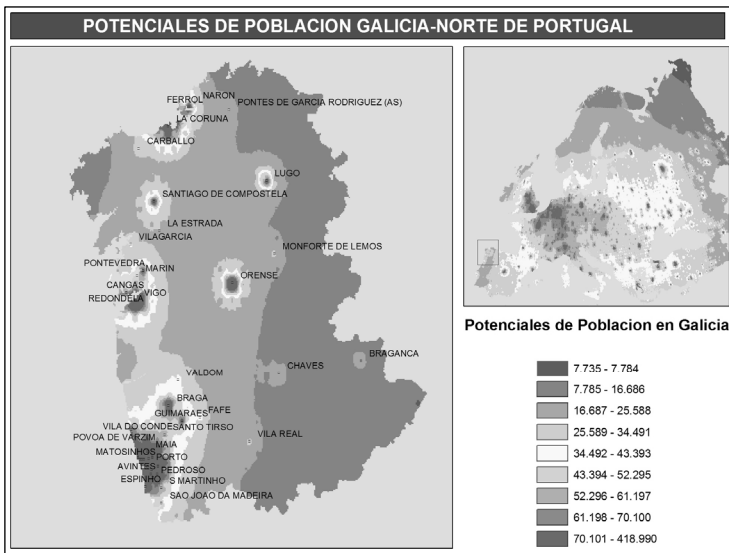 POTENCIALES DE POBLACION GALICIA-NORTE DE PORTUGAL
NARON
FERROL
PONTES DE GARCIA RODRIGUEZ (AS)
LA CORUNA
CARBALLO
LUGO
SANTIAGO DE COMPOSTELA
LA ESTRADA
VILAGARCIA
MONFORTE DE LEMOS
PONTEVEDRA
MARIN
ORENSE
CANGAS
VIGO
REDONDELA
BRAGANCA
CHAVES
VALDOM
BRAGA
GUIMARAES
FAFE
VILA DO CONDE
SANTO TIRSO
POVOA DE VARZIM
VILA REAL
MAIA
MATOSINHOS
PORTO
AVINTES
PEDROSO
ESPINHO
S MARTINHO
SAO JOAO DA MADEIRA
Potenciales de Poblacion en Galicia
7.735 - 7.784
7.785 - 16.686
16.687 - 25.588
25.589 - 34.491
34.492 - 43.393
43.394 - 52.295
52.296 - 61.197
61.198 - 70.100
70.101 - 418.990